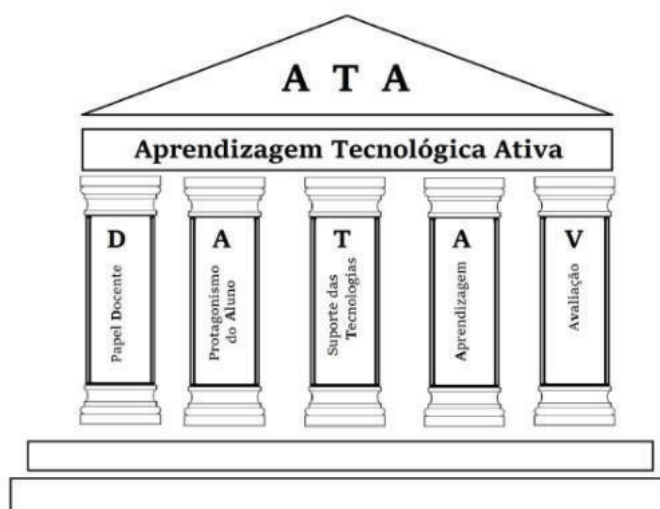 A T A
Aprendizagem Tecnológica Ativa
D
Papel Docente
A
Protagonismo
do Aluno
T
Suporte das
Tecnologias
A
Aprendizagem
V
Avaliação